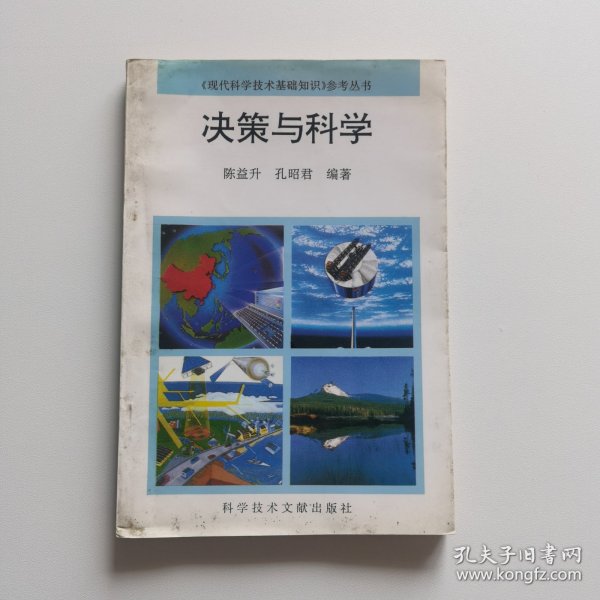 《现代科学技术基础知识》参考丛书
决策与科学
陈益升 孔昭君 编著
科学技术文献出版社
孔夫子旧书网
www.kongfz.com